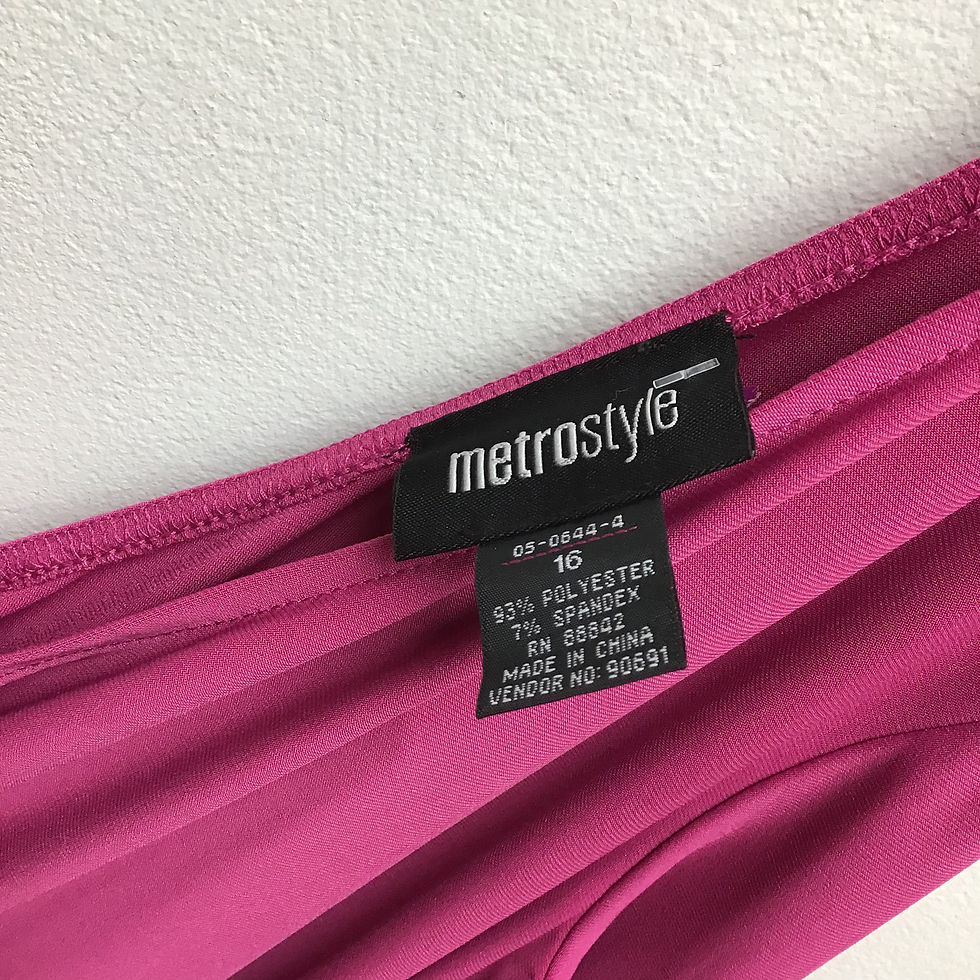 metrostyle
05-0644-4
16
93% POLYESTER
7% SPANDEX
RN 88842
MADE IN CHINA
VENDOR NO: 90691